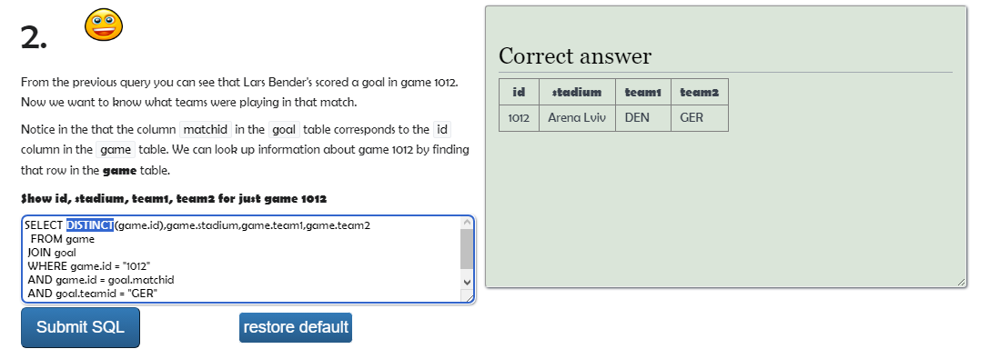 2.
From the previous query you can see that Lars Bender's scored a goal in game 1012.
Now we want to know what teams were playing in that match.
Notice in the that the column matchid in the goal table corresponds to the id
column in the game table. We can look up information about game 1012 by finding
that row in the game table.
Show id, stadium, team1, team2 for just game 1012
SELECT DISTINCT(game.id),game.stadium,game.team1,game.team2
FROM game
JOIN goal
WHERE game.id = "1012"
AND game.id = goal.matchid
AND goal.teamid = "GER"
Submit SQL restore default
Correct answer
id stadium team1 team2
1012 Arena Lviv DEN GER